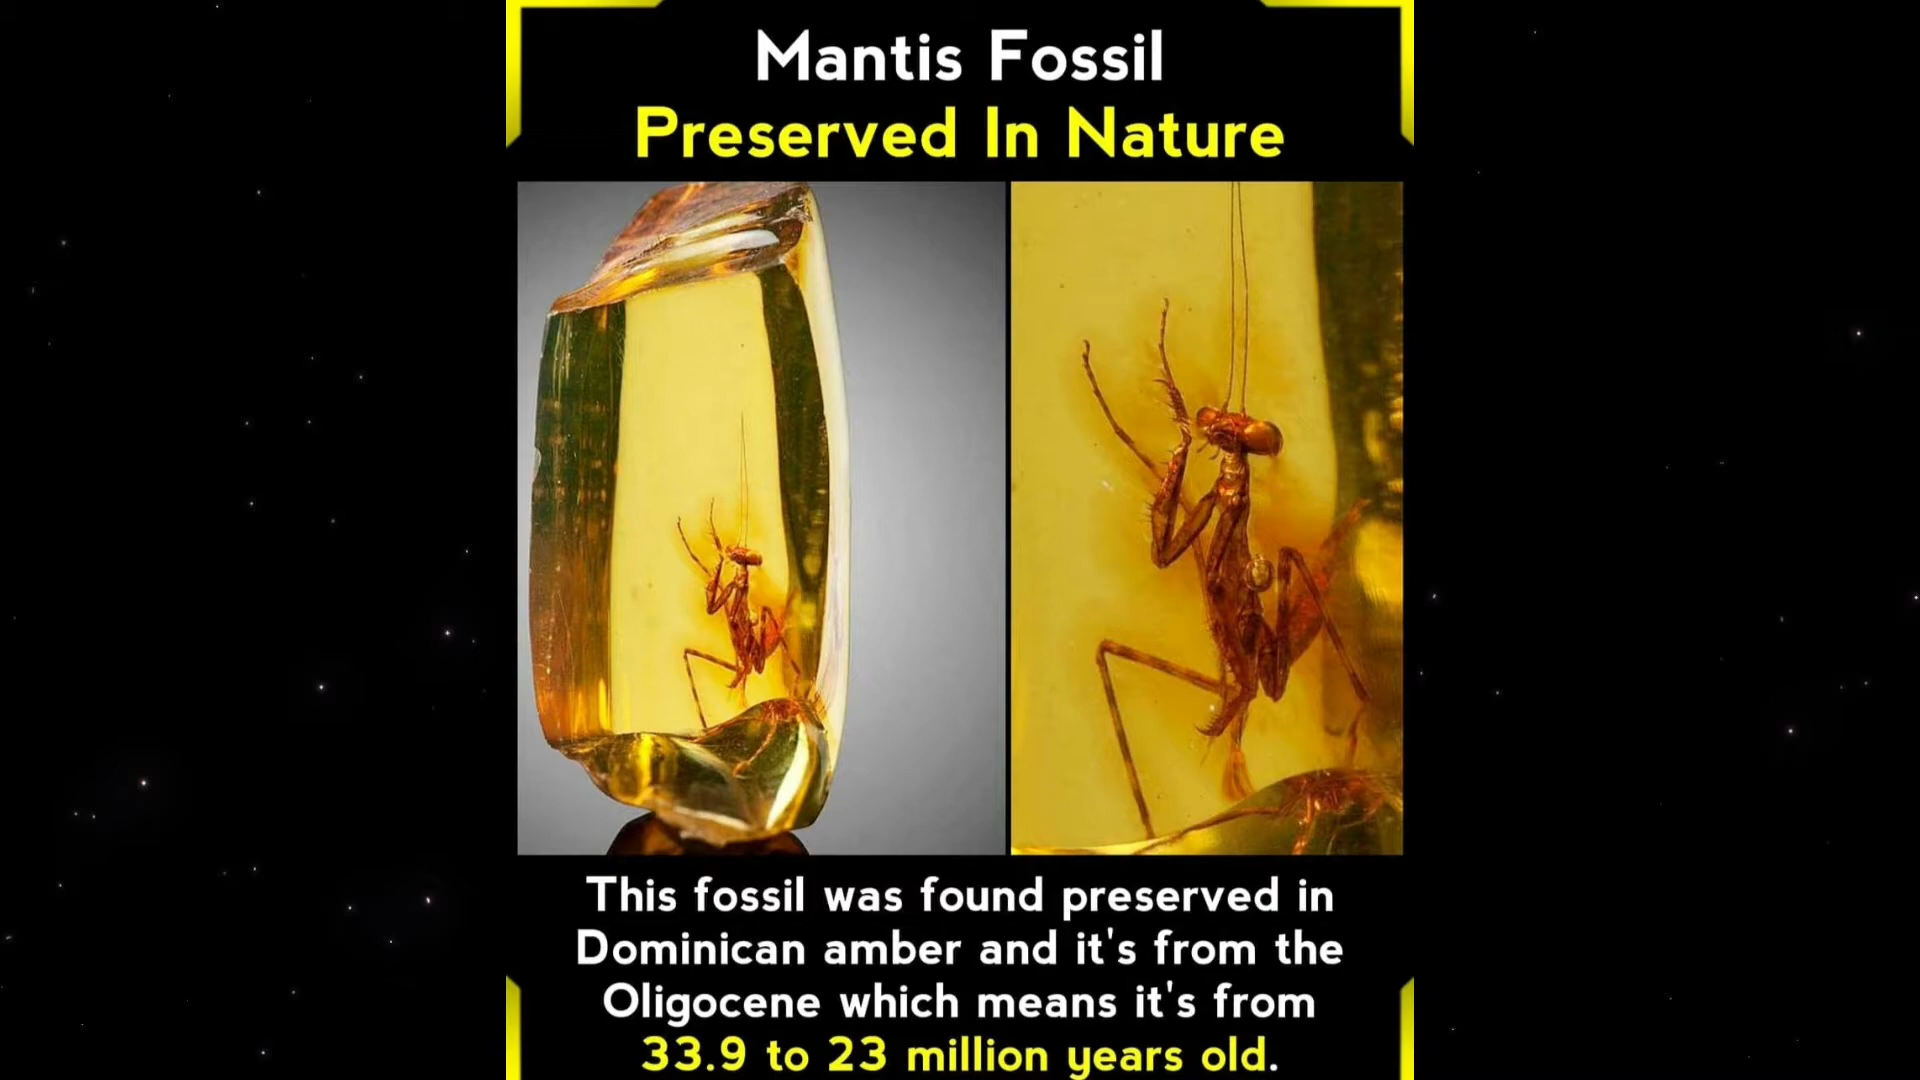 Mantis Fossil
Preserved In Nature
This fossil was found preserved in
Dominican amber and it's from the
Oligocene which means it's from
33.9 to 23 million years old.